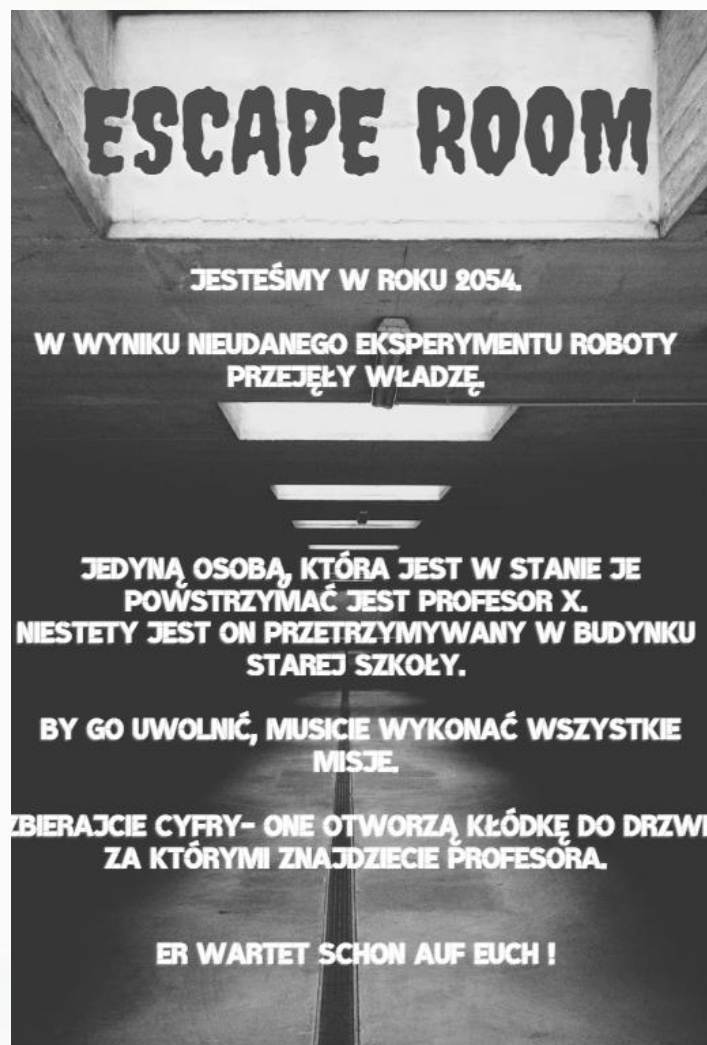 ESCAPE ROOM
JESTEŚMY W ROKU 2054.
W WYNIKU NIEUDANEGO EKSPERYMENTU ROBOTY
PRZEJĘŁY WŁADZĘ.
JEDYNĄ OSOBĄ, KTÓRA JEST W STANIE JE
POWSTRZYMAĆ JEST PROFESOR X.
NIESTETY JEST ON PRZETRZYMYWANY W BUDYNKU
STAREJ SZKOŁY.
BY GO UWOLNIĆ, MUSICIE WYKONAĆ WSZYSTKIE
MISJE.
ZBIERAJCIE CYFRY- ONE OTWORZĄ KŁÓDKĘ DO DRZWI
ZA KTÓRYMI ZNAJDZIECIE PROFESORA.
ER WARTET SCHON AUF EUCH !